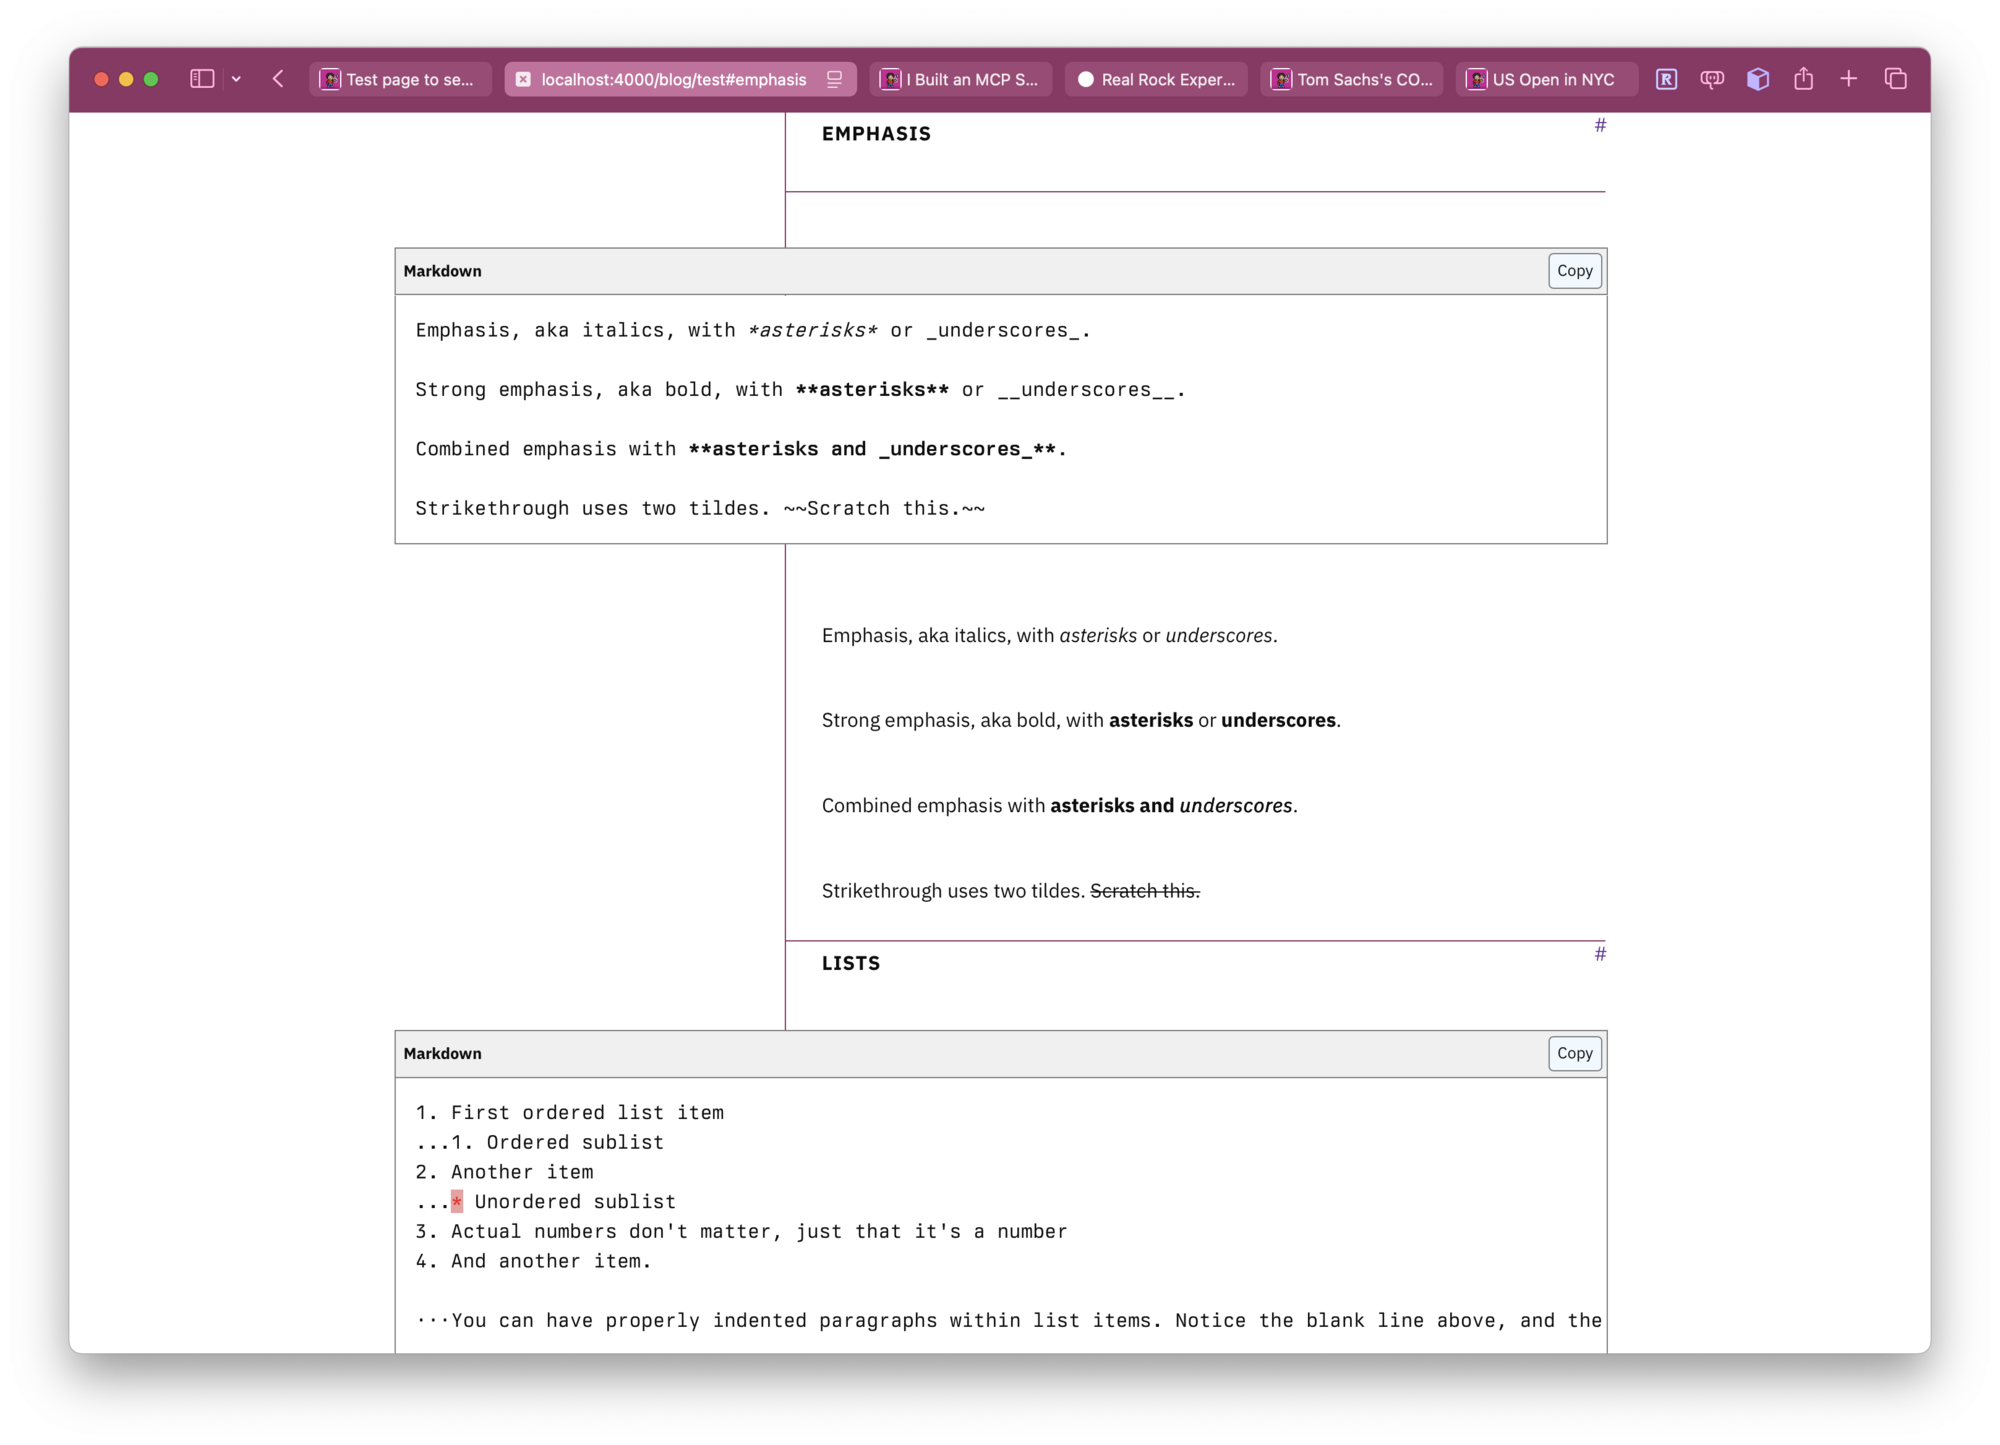 Test page to se...
localhost:4000/blog/test#emphasis
I Built an MCP S...
Real Rock Exper...
Tom Sachs's CO...
US Open in NYC
EMPHASIS #
Markdown Copy
Emphasis, aka italics, with *asterisks* or _underscores_.
Strong emphasis, aka bold, with **asterisks** or __underscores__.
Combined emphasis with **asterisks and _underscores_**.
Strikethrough uses two tildes. ~~Scratch this.~~
Emphasis, aka italics, with asterisks or underscores.
Strong emphasis, aka bold, with asterisks or underscores.
Combined emphasis with asterisks and underscores.
Strikethrough uses two tildes. Scratch this.
LISTS #
Markdown Copy
1. First ordered list item
...1. Ordered sublist
2. Another item
...* Unordered sublist
3. Actual numbers don't matter, just that it's a number
4. And another item.
···You can have properly indented paragraphs within list items. Notice the blank line above, and the